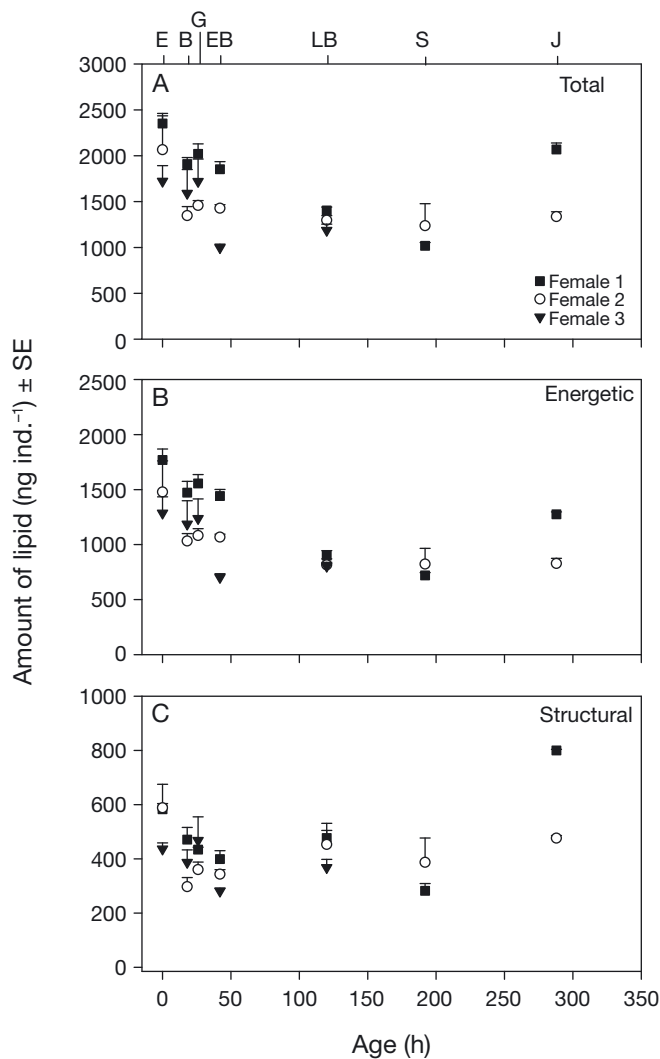 G
E B EB LB S J
A
Total
3000
2500
2000
1500
1000
500
0
Female 1
Female 2
Female 3
B
Energetic
2500
2000
1500
1000
500
0
C
Structural
1000
800
600
400
200
0
0 50 100 150 200 250 300 350
Age (h)
Amount of lipid (ng ind.⁻¹) ± SE